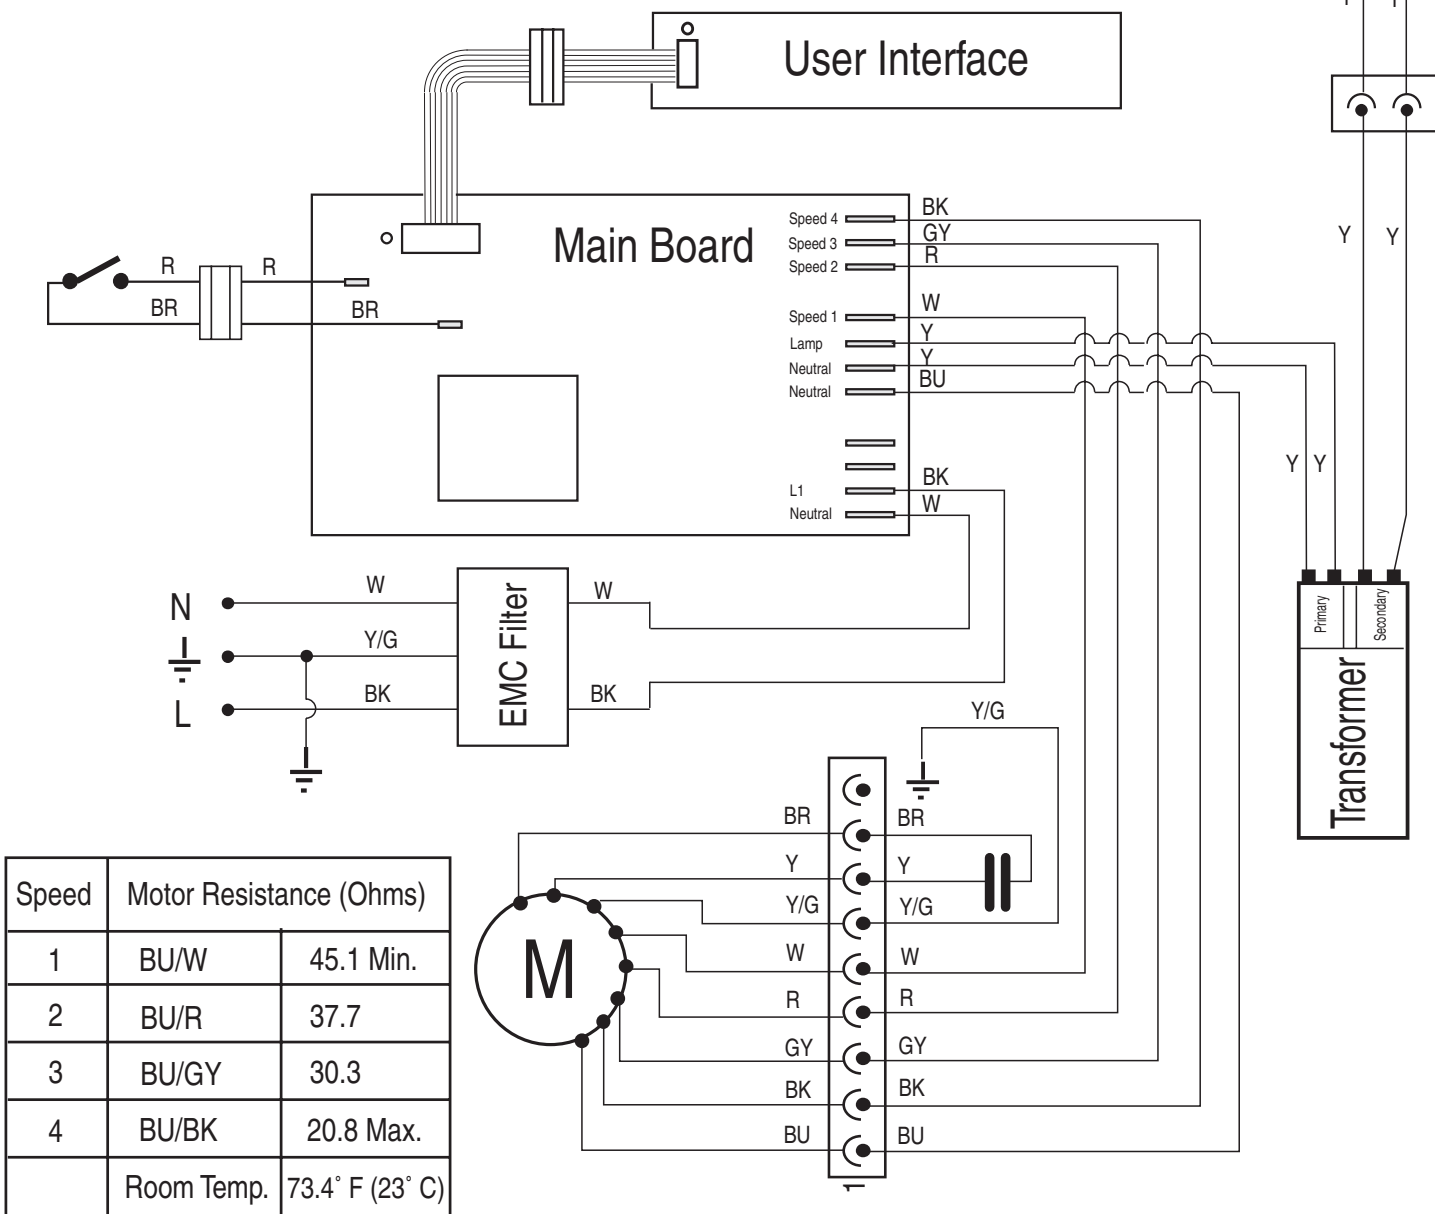 Y Y
User Interface
Main Board
Speed 4 BK
Speed 3 GY
Speed 2 R
Speed 1 W
Lamp Y
Neutral Y
Neutral BU
L1 BK
Neutral W
R R
BR BR
Y Y
Y Y
N W
Y/G
L BK
EMC Filter
W
BK
Primary
Secondary
Transformer
Y/G
BR BR
Y Y
Y/G Y/G
W W
R R
GY GY
BK BK
BU BU
1
M
Speed Motor Resistance (Ohms)
1 BU/W 45.1 Min.
2 BU/R 37.7
3 BU/GY 30.3
4 BU/BK 20.8 Max.
Room Temp. 73.4° F (23° C)